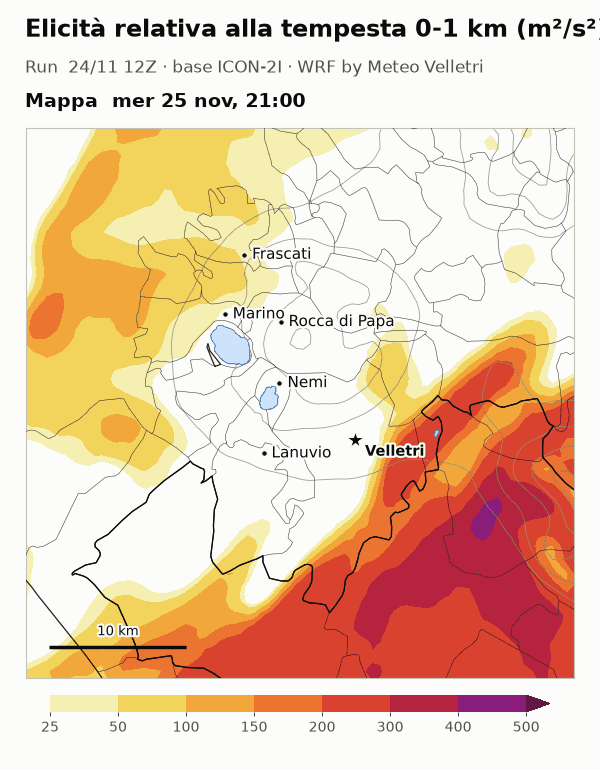 Elicità relativa alla tempesta 0-1 km (m²/s²)
Run  24/11 12Z · base ICON-2I · WRF by Meteo Velletri
Mappa  mer 25 nov, 21:00
Frascati
Marino
Rocca di Papa
Nemi
Velletri
Lanuvio
10 km
25 50 100 150 200 300 400 500